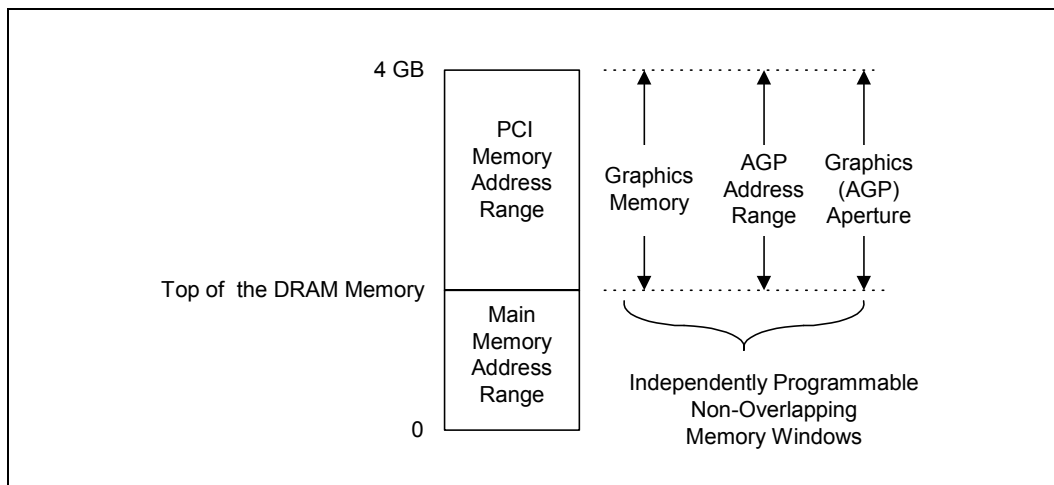 4 GB
PCI
Memory
Address
Range
Graphics
Memory
AGP
Address
Range
Graphics
(AGP)
Aperture
Top of the DRAM Memory
Main
Memory
Address
Range
0
Independently Programmable
Non-Overlapping
Memory Windows